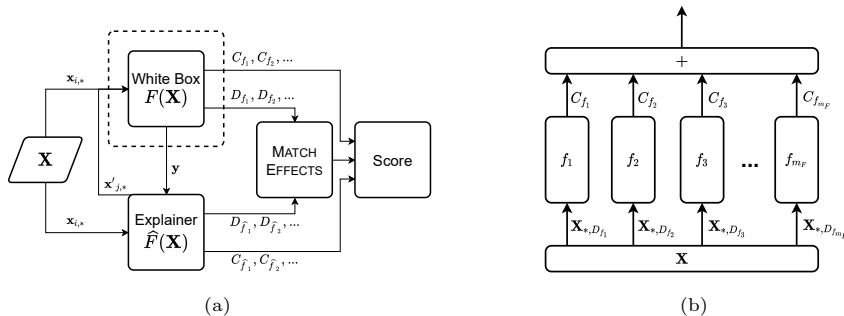 C_{f_1}, C_{f_2}, ...
x_{i,*}
White Box
F(X)
D_{f_1}, D_{f_2}, ...
X
y
MATCH
EFFECTS
Score
x'_{j,*}
Explainer
F̂(X)
x_{i,*}
D_{f̂_1}, D_{f̂_2}, ...
C_{f̂_1}, C_{f̂_2}, ...
(a)
+
C_{f_1} C_{f_2} C_{f_3} C_{f_{m_F}}
f_1 f_2 f_3 ... f_{m_F}
X_{*,D_{f_1}} X_{*,D_{f_2}} X_{*,D_{f_3}} X_{*,D_{f_{m_F}}}
X
(b)